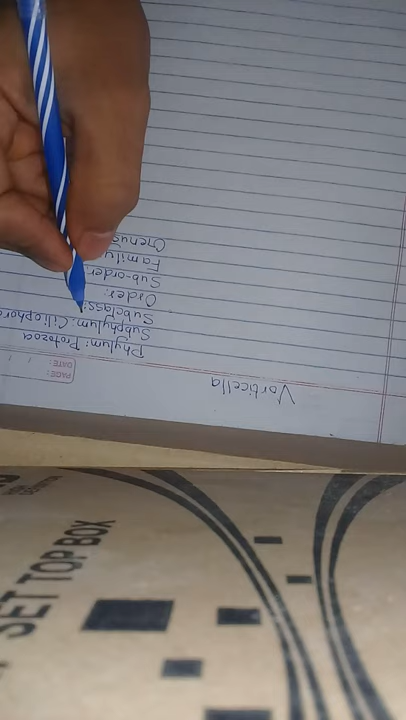 PAGE:
DATE: / /
Vorticella
Phylum: Protozoa
Subphylum: Ciliophora
Subclass:
Order:
Sub-order:
Family
Genus
SET TOP BOX